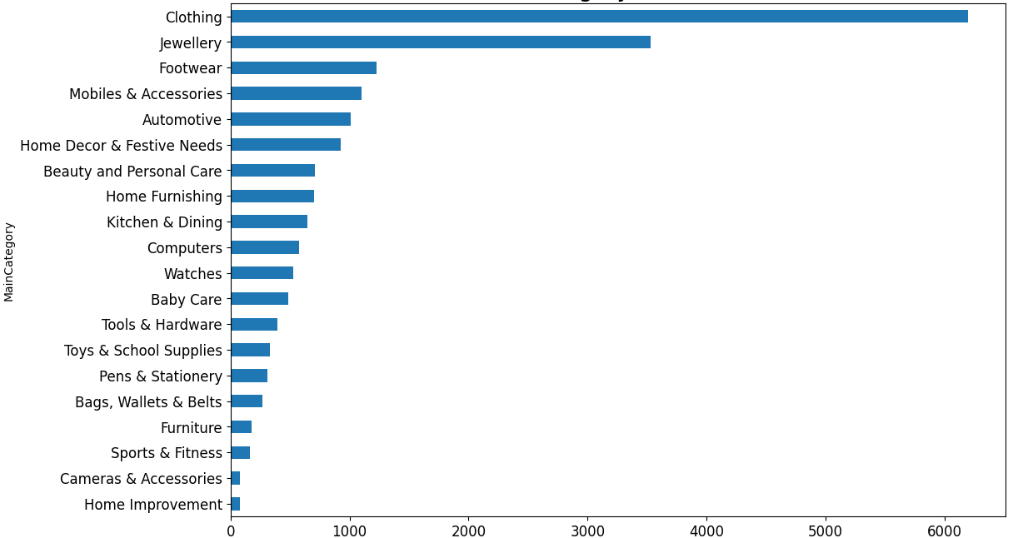 Clothing
Jewellery
Footwear
Mobiles & Accessories
Automotive
Home Decor & Festive Needs
Beauty and Personal Care
Home Furnishing
Kitchen & Dining
Computers
Watches
Baby Care
Tools & Hardware
Toys & School Supplies
Pens & Stationery
Bags, Wallets & Belts
Furniture
Sports & Fitness
Cameras & Accessories
Home Improvement
MainCategory
0 1000 2000 3000 4000 5000 6000